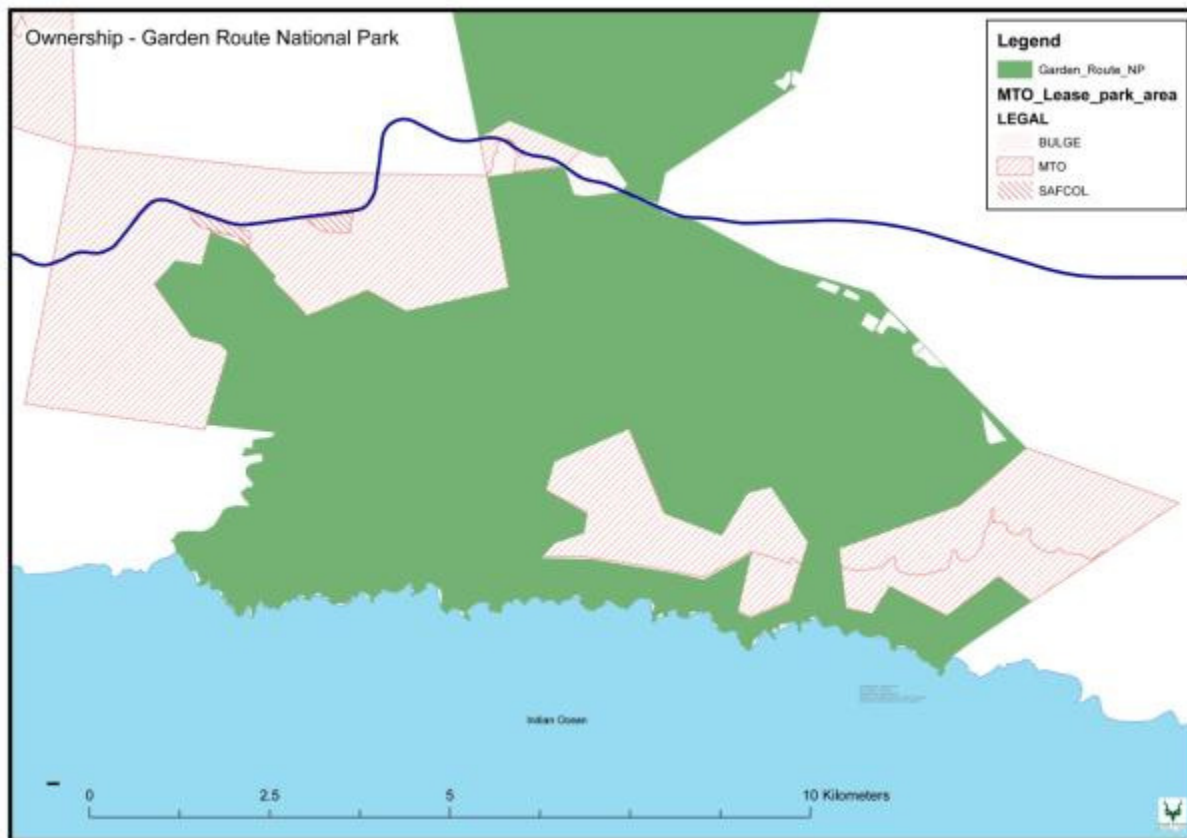 Ownership - Garden Route National Park
Legend
Garden_Route_NP
MTO_Lease_park_area
LEGAL
BULGE
MTO
SAFCOL
Indian Ocean
0 2.5 5 10 Kilometers